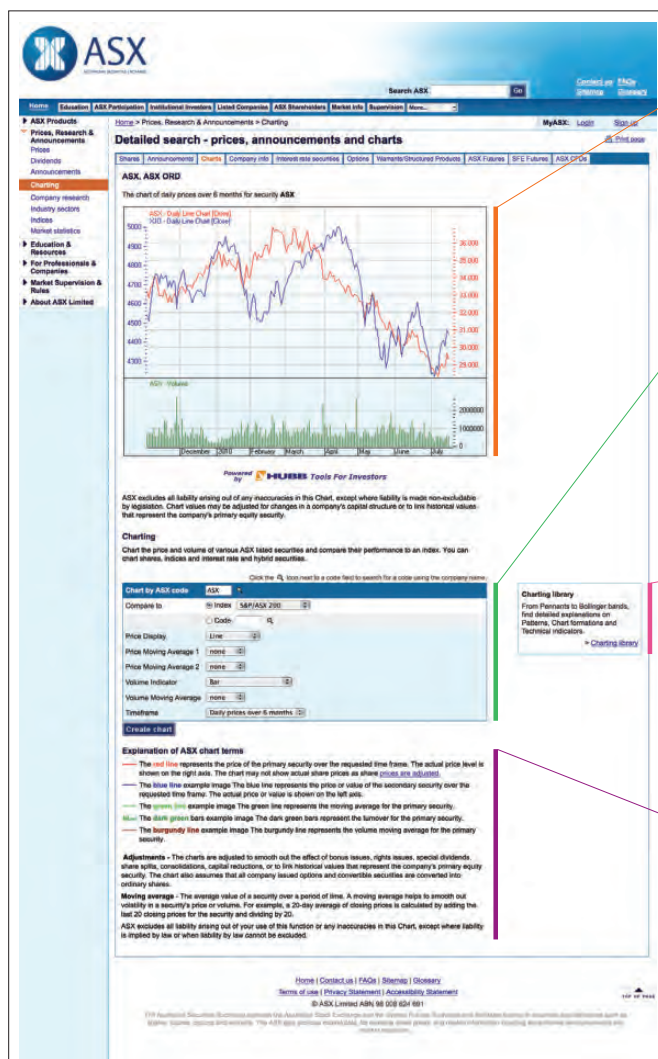 ASX
AUSTRALIAN SECURITIES EXCHANGE
Search ASX
Go
Contact us FAQs
Sitemap Glossary
Home Education ASX Participation Institutional Investors Listed Companies ASX Shareholders Market Info Supervision More...
ASX Products
Prices, Research & Announcements
Prices
Dividends
Announcements
Charting
Company research
Industry sectors
Indices
Market statistics
Education & Resources
For Professionals & Companies
Market Supervision & Rules
About ASX Limited
Home > Prices, Research & Announcements > Charting
MyASX: Login Sign up
Detailed search - prices, announcements and charts
Print page
Shares Announcements Charts Company info Interest rate securities Options Warrants/Structured Products ASX Futures SFE Futures ASX CFDs
ASX, ASX ORD
The chart of daily prices over 6 months for security ASX
ASX - Daily Line Chart [Close]
XJO - Daily Line Chart [Close]
5000
4900
4800
4700
4600
4500
4400
4300
36.000
35.000
34.000
33.000
32.000
31.000
30.000
29.000
ASX - Volume
2000000
1000000
0
December 2010 February March April May June July
Powered by HUBB Tools For Investors
ASX excludes all liability arising out of any inaccuracies in this Chart, except where liability is made non-excludable
by legislation. Chart values may be adjusted for changes in a company's capital structure or to link historical values
that represent the company's primary equity security.
Charting
Chart the price and volume of various ASX listed securities and compare their performance to an index. You can
chart shares, indices and interest rate and hybrid securities.
Click the icon next to a code field to search for a code using the company name
Chart by ASX code ASX
Compare to Index S&P/ASX 200
Code
Price Display Line
Price Moving Average 1 none
Price Moving Average 2 none
Volume Indicator Bar
Volume Moving Average none
Timeframe Daily prices over 6 months
Create chart
Charting library
From Pennants to Bollinger bands,
find detailed explanations on
Patterns, Chart formations and
Technical indicators.
» Charting library
Explanation of ASX chart terms
The red line represents the price of the primary security over the requested time frame. The actual price level is
shown on the right axis. The chart may not show actual share prices as share prices are adjusted.
The blue line example image The blue line represents the price or value of the secondary security over the
requested time frame. The actual price or value is shown on the left axis.
The green line example image The green line represents the moving average for the primary security.
The dark green bars example image The dark green bars represent the turnover for the primary security.
The burgundy line example image The burgundy line represents the volume moving average for the primary
security.
Adjustments - The charts are adjusted to smooth out the effect of bonus issues, rights issues, special dividends,
share splits, consolidations, capital reductions, or to link historical values that represent the company's primary equity
security. The chart also assumes that all company issued options and convertible securities are converted into
ordinary shares.
Moving average - The average value of a security over a period of time. A moving average helps to smooth out
volatility in a security's price or volume. For example, a 20-day average of closing prices is calculated by adding the
last 20 closing prices for the security and dividing by 20.
ASX excludes all liability arising out of your use of this function or any inaccuracies in this Chart, except where liability
is implied by law or when liability by law cannot be excluded.
Home | Contact us | FAQs | Sitemap | Glossary
Terms of use | Privacy Statement | Accessibility Statement
© ASX Limited ABN 98 008 624 691
TOP OF PAGE